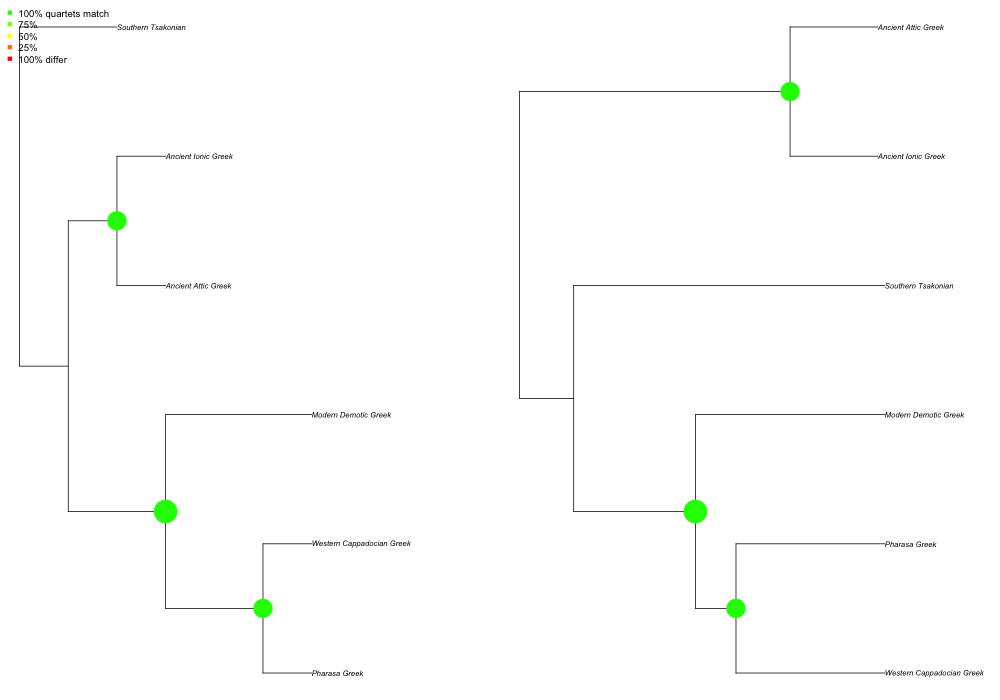 100% quartets match
75%
50%
25%
100% differ
Southern Tsakonian
Ancient Ionic Greek
Ancient Attic Greek
Modern Demotic Greek
Western Cappadocian Greek
Pharasa Greek
Ancient Attic Greek
Ancient Ionic Greek
Southern Tsakonian
Modern Demotic Greek
Pharasa Greek
Western Cappadocian Greek